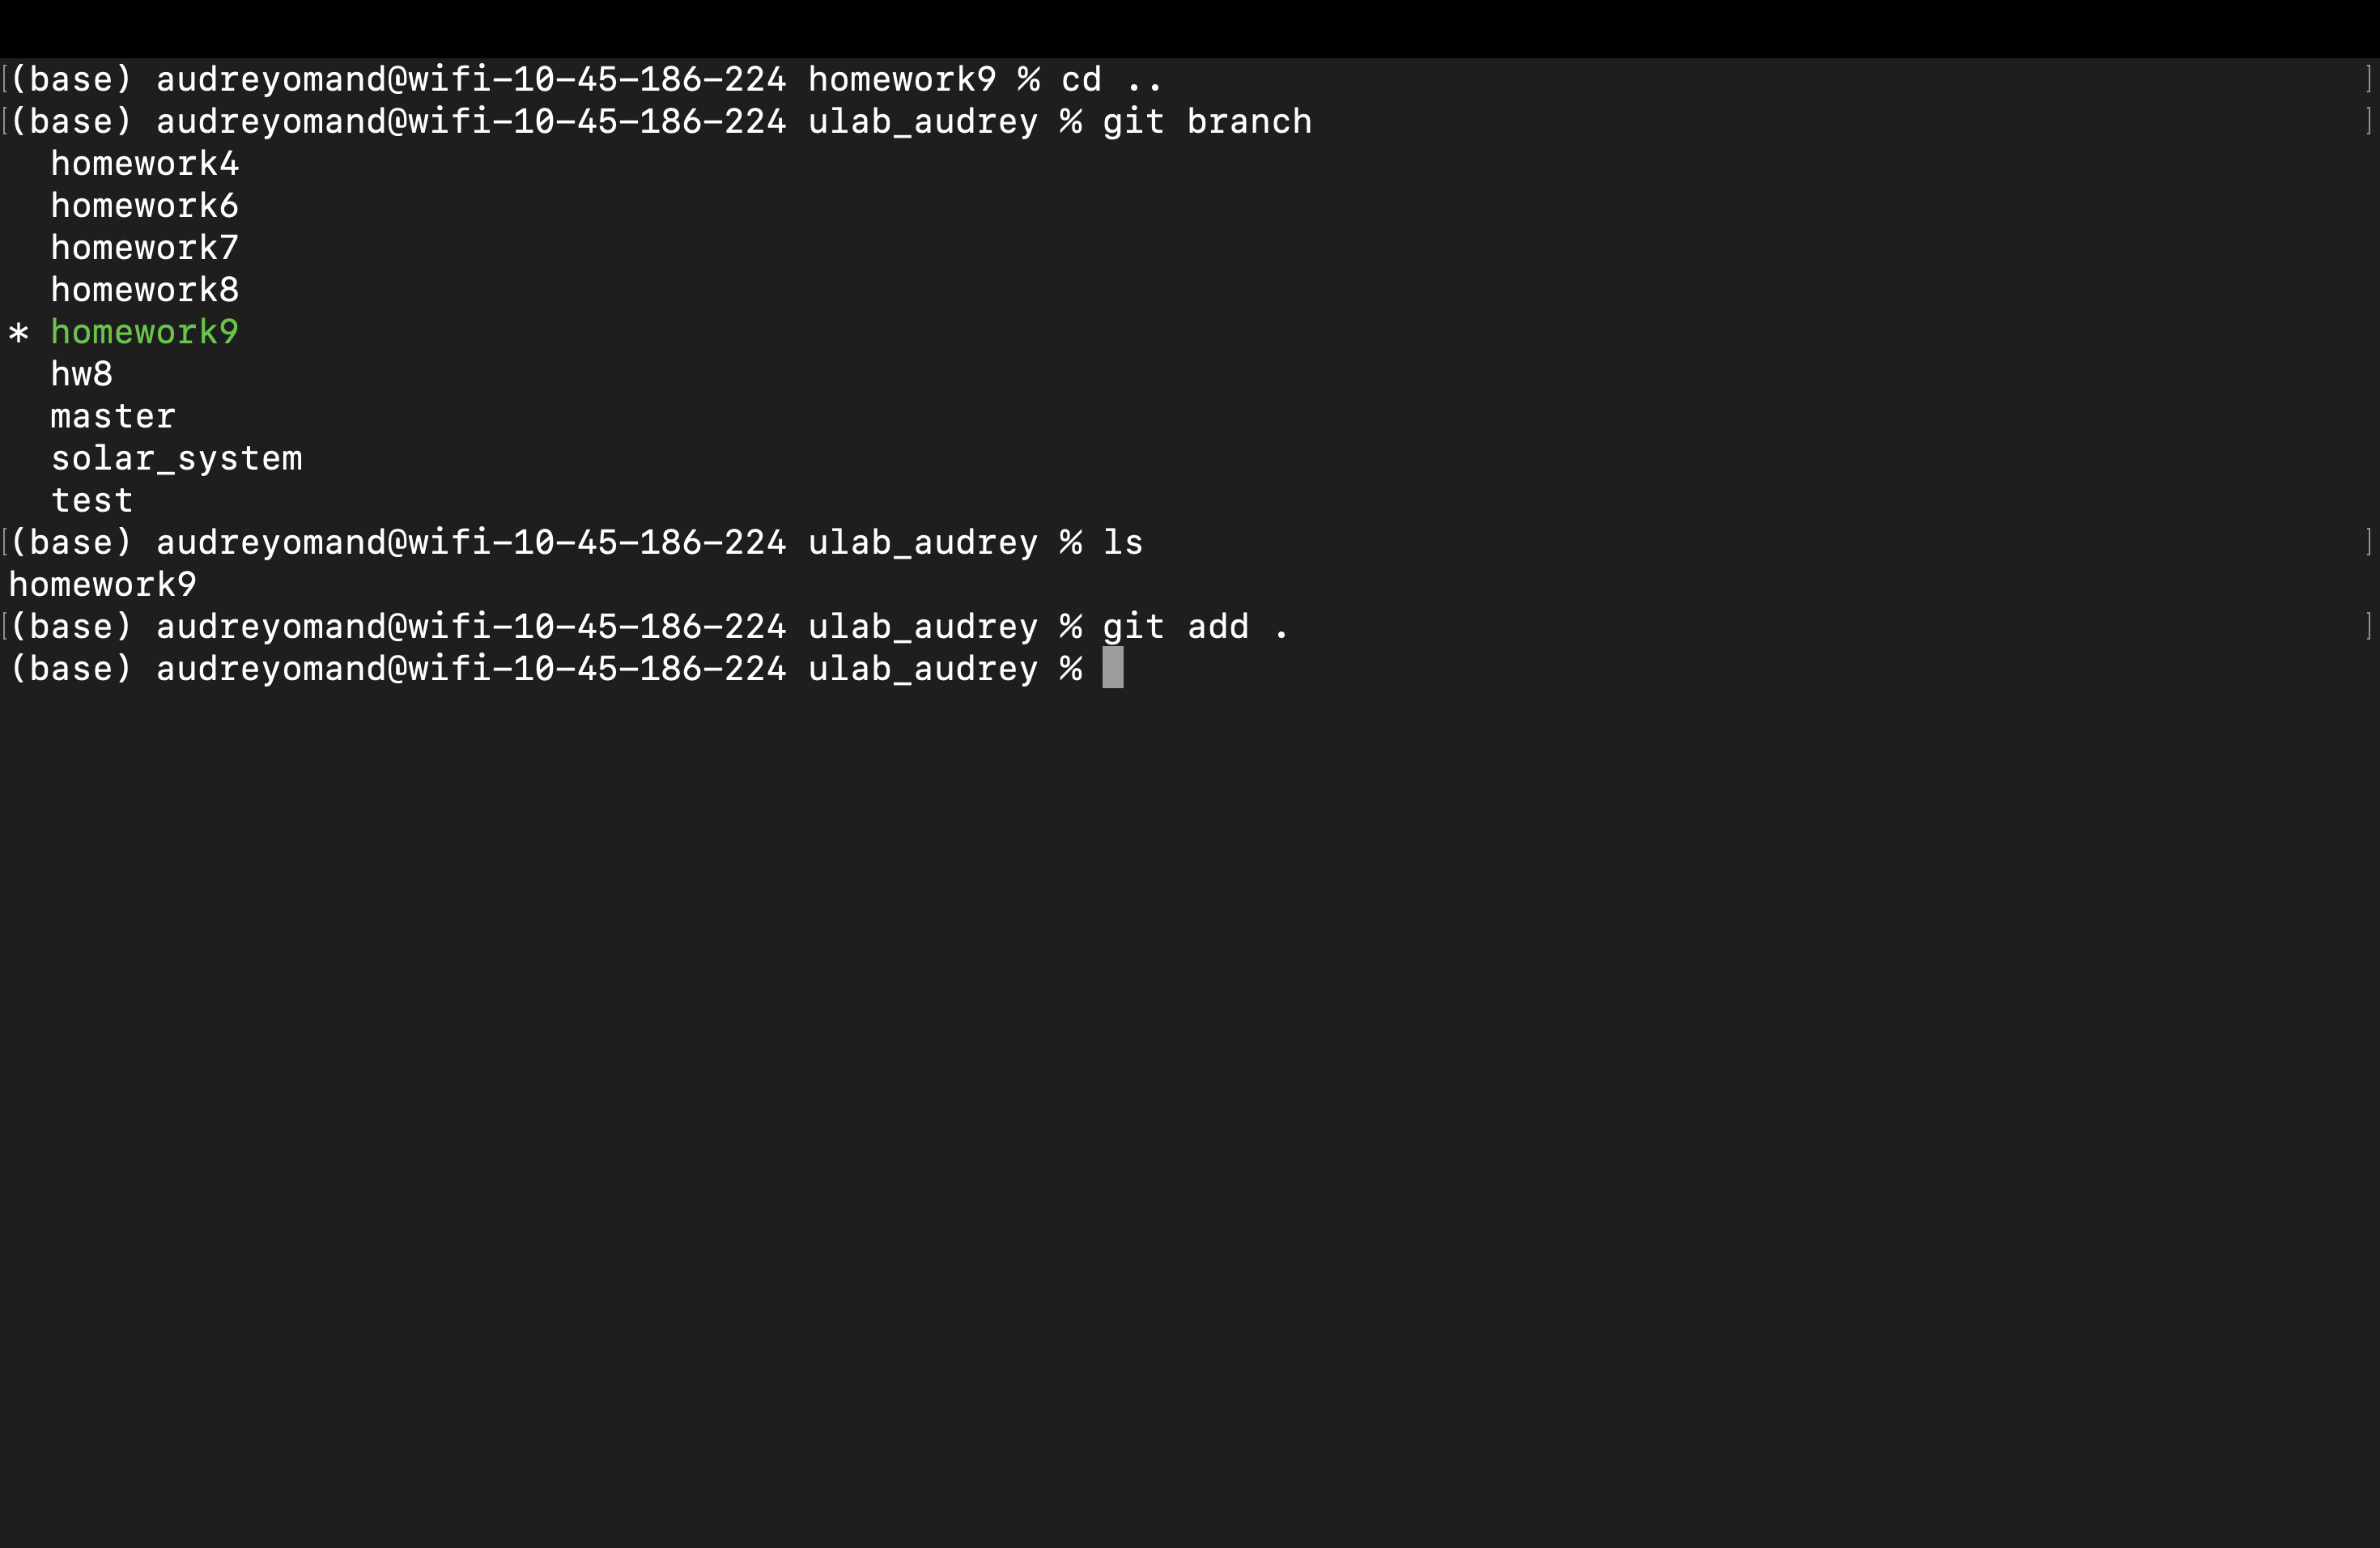 [(base) audreyomand@wifi-10-45-186-224 homework9 % cd .. ]
[(base) audreyomand@wifi-10-45-186-224 ulab_audrey % git branch ]
  homework4
  homework6
  homework7
  homework8
* homework9
  hw8
  master
  solar_system
  test
[(base) audreyomand@wifi-10-45-186-224 ulab_audrey % ls ]
homework9
[(base) audreyomand@wifi-10-45-186-224 ulab_audrey % git add . ]
(base) audreyomand@wifi-10-45-186-224 ulab_audrey %